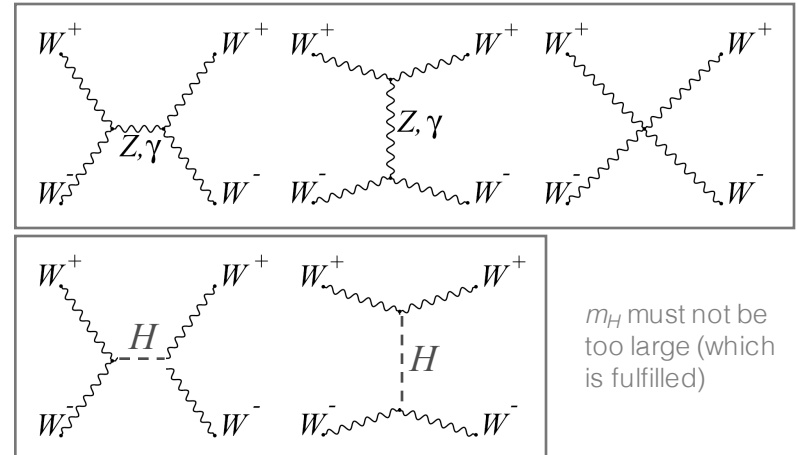 W+ W+ W+ W+ W+ W+
Z,γ Z,γ
W- W- W- W- W- W-
W+ W+ W+ W+
H H
W- W- W- W-
mH must not be
too large (which
is fulfilled)